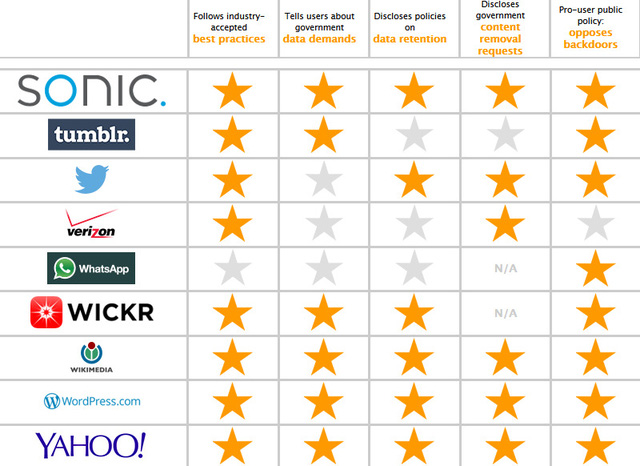 Follows industry-
accepted
best practices
Tells users about
government
data demands
Discloses policies
on
data retention
Discloses
government
content
removal
requests
Pro-user public
policy:
opposes
backdoors
SONIC.
tumblr.
verizon
WhatsApp
N/A
WICKR
N/A
WIKIMEDIA
WordPress.com
YAHOO!